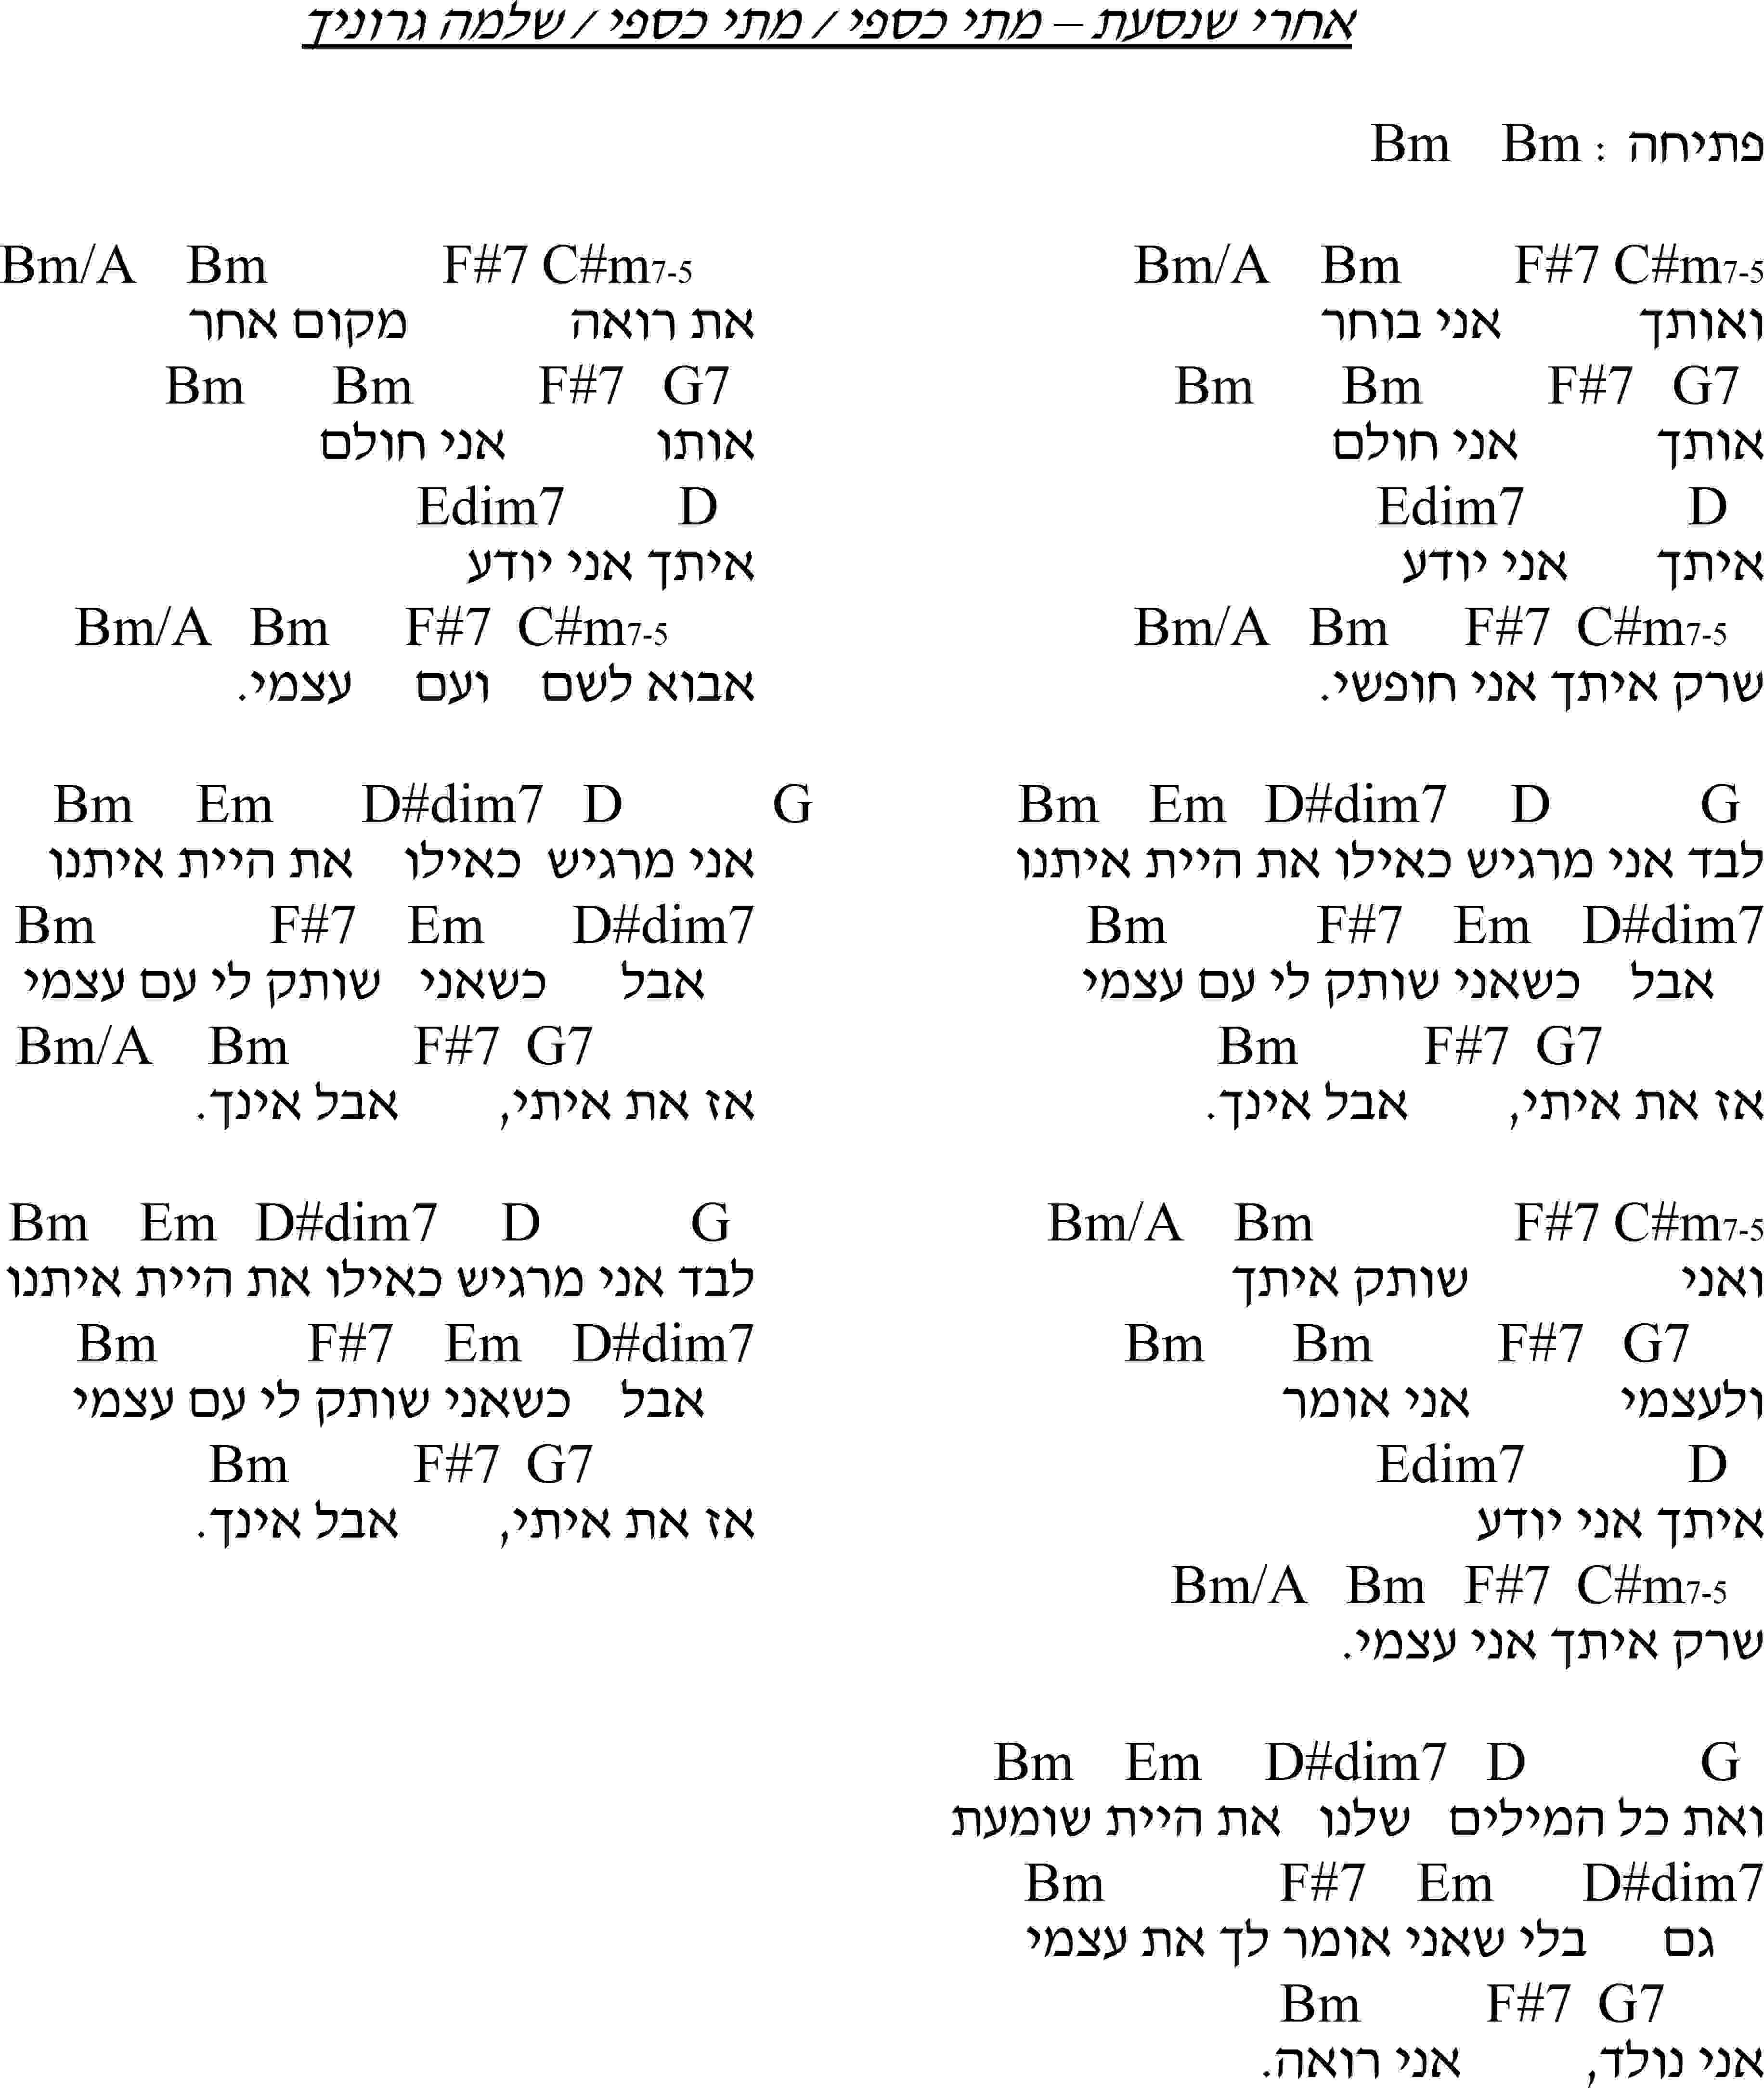 אחרי שנסעת – מתי כספי / מתי כספי / שלמה גרוניך
פתיחה : Bm Bm
Bm/A Bm F#7 C#m7-5
ואותך אני בוחר
Bm Bm F#7 G7
אותך אני חולם
Edim7 D
איתך אני יודע
Bm/A Bm F#7 C#m7-5
שרק איתך אני חופשי.
Bm Em D#dim7 D G
לבד אני מרגיש כאילו את היית איתנו
Bm F#7 Em D#dim7
אבל כשאני שותק לי עם עצמי
Bm F#7 G7
אז את איתי, אבל אינך.
Bm/A Bm F#7 C#m7-5
ואני שותק איתך
Bm Bm F#7 G7
ולעצמי אני אומר
Edim7 D
איתך אני יודע
Bm/A Bm F#7 C#m7-5
שרק איתך אני עצמי.
Bm Em D#dim7 D G
ואת כל המילים שלנו את היית שומעת
Bm F#7 Em D#dim7
גם בלי שאני אומר לך את עצמי
Bm F#7 G7
אני נולד, אני רואה.
Bm/A Bm F#7 C#m7-5
את רואה מקום אחר
Bm Bm F#7 G7
אותו אני חולם
Edim7 D
איתך אני יודע
Bm/A Bm F#7 C#m7-5
אבוא לשם ועם עצמי.
Bm Em D#dim7 D G
אני מרגיש כאילו את היית איתנו
Bm F#7 Em D#dim7
אבל כשאני שותק לי עם עצמי
Bm/A Bm F#7 G7
אז את איתי, אבל אינך.
Bm Em D#dim7 D G
לבד אני מרגיש כאילו את היית איתנו
Bm F#7 Em D#dim7
אבל כשאני שותק לי עם עצמי
Bm F#7 G7
אז את איתי, אבל אינך.